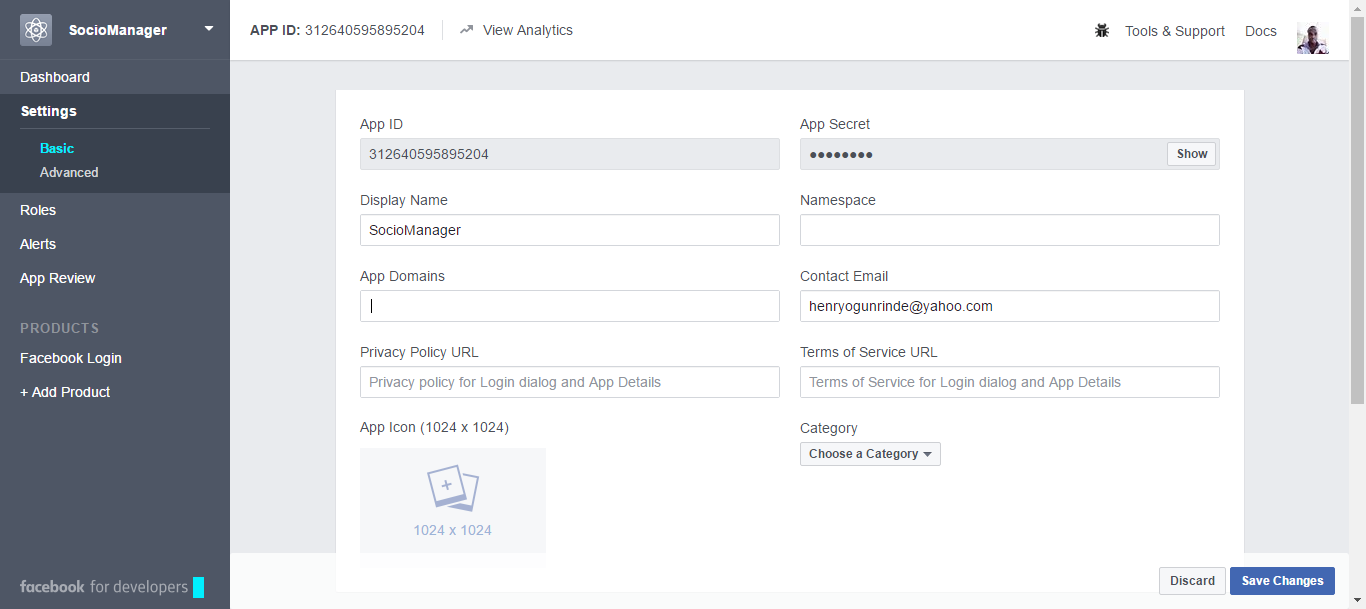 SocioManager
APP ID: 312640595895204
View Analytics
Tools & Support
Docs
Dashboard
Settings
Basic
Advanced
Roles
Alerts
App Review
PRODUCTS
Facebook Login
+ Add Product
facebook for developers
App ID
312640595895204
App Secret
●●●●●●●●
Show
Display Name
SocioManager
Namespace
App Domains
Contact Email
henryogunrinde@yahoo.com
Privacy Policy URL
Privacy policy for Login dialog and App Details
Terms of Service URL
Terms of Service for Login dialog and App Details
App Icon (1024 x 1024)
1024 x 1024
Category
Choose a Category
Discard
Save Changes